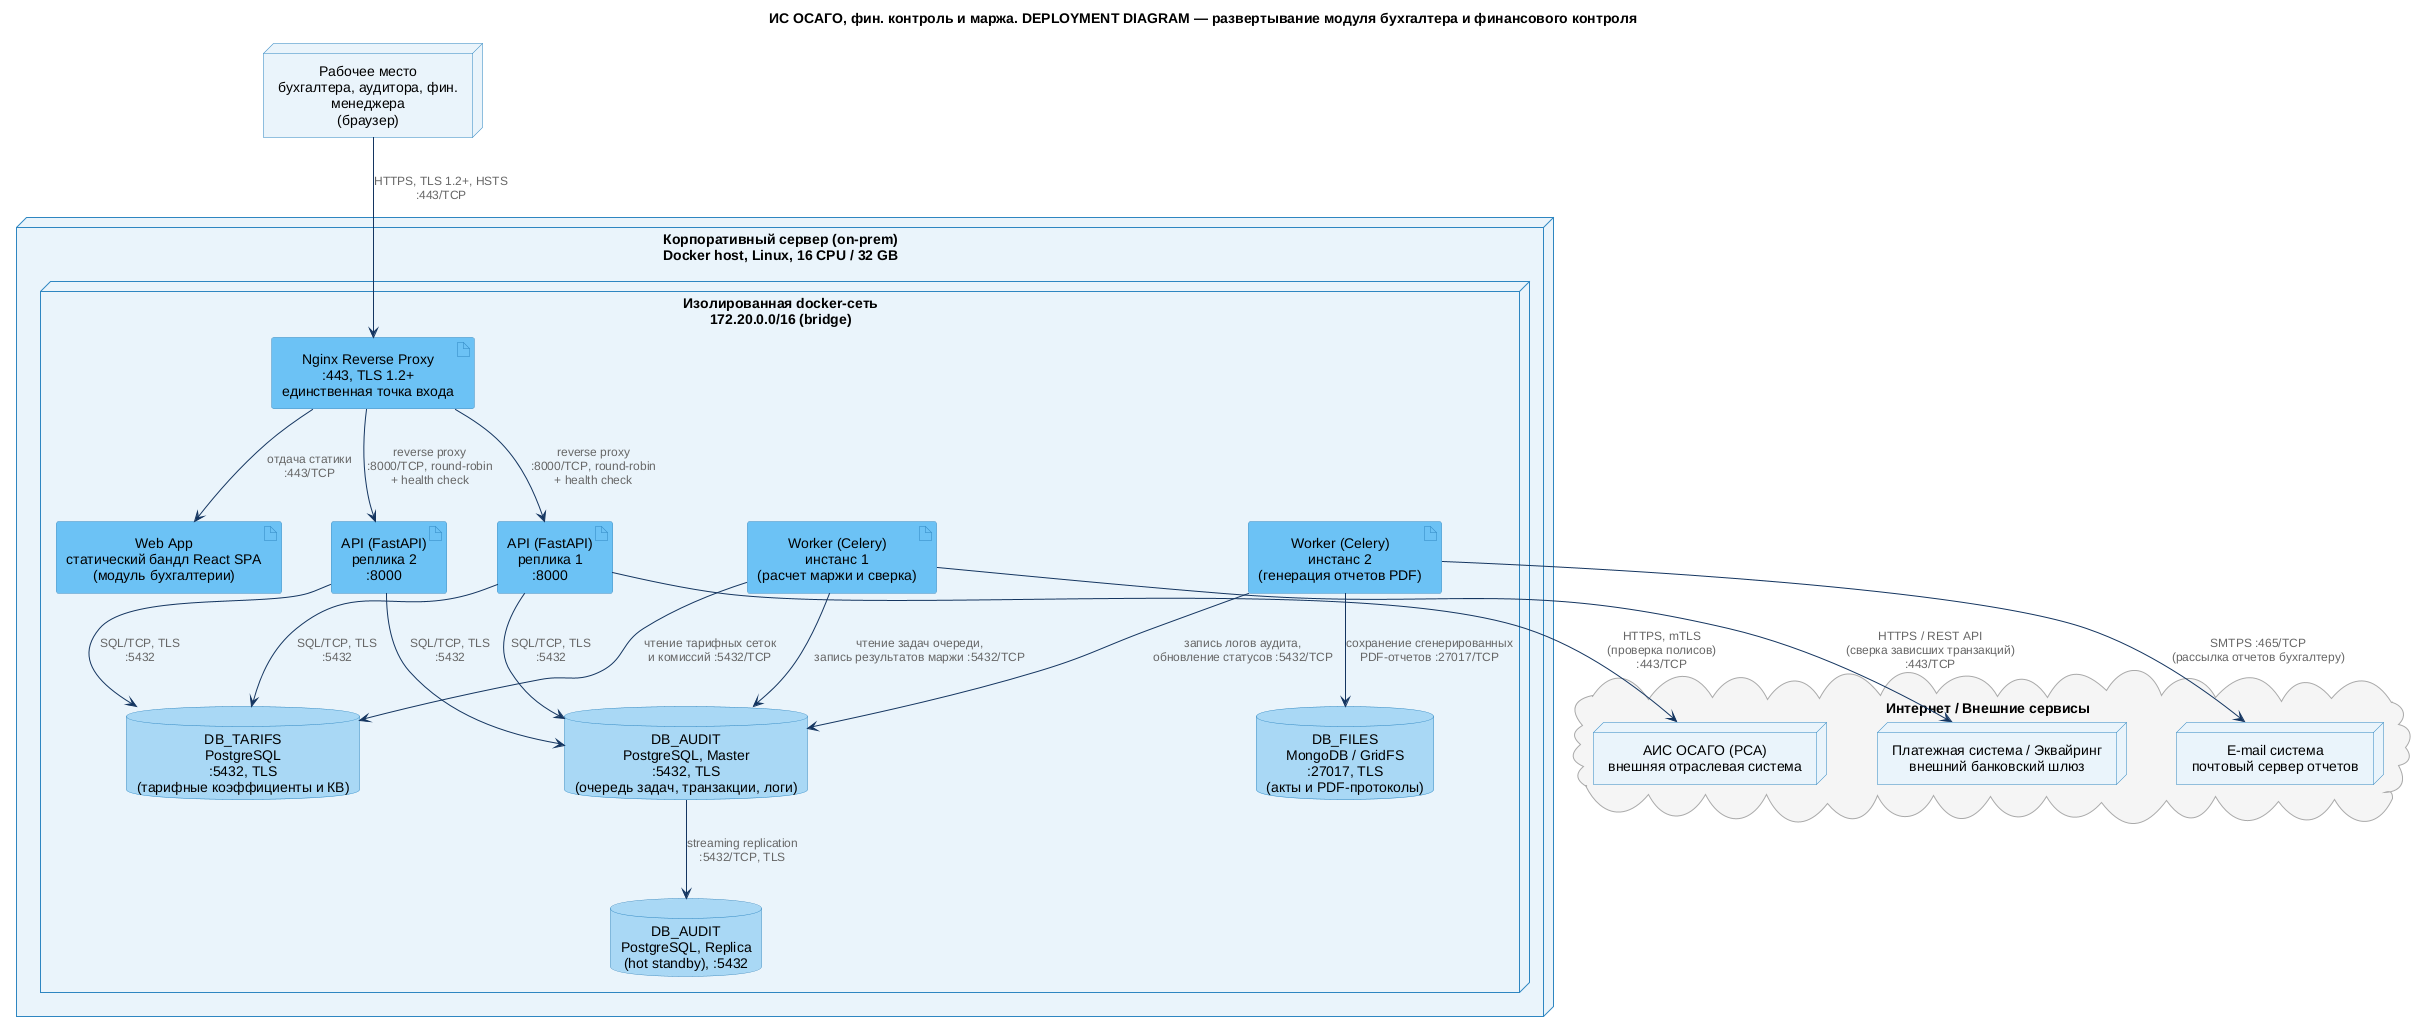 ИС ОСАГО, фин. контроль и маржа. DEPLOYMENT DIAGRAM — развертывание модуля бухгалтера и финансового контроля
Рабочее место
бухгалтера, аудитора, фин.
менеджера
(браузер)
HTTPS, TLS 1.2+, HSTS
:443/TCP
Корпоративный сервер (on-prem)
Docker host, Linux, 16 CPU / 32 GB
Изолированная docker-сеть
172.20.0.0/16 (bridge)
Nginx Reverse Proxy
:443, TLS 1.2+
единственная точка входа
отдача статики
:443/TCP
reverse proxy
:8000/TCP, round-robin
+ health check
reverse proxy
:8000/TCP, round-robin
+ health check
Web App
статический бандл React SPA
(модуль бухгалтерии)
API (FastAPI)
реплика 2
:8000
API (FastAPI)
реплика 1
:8000
Worker (Celery)
инстанс 1
(расчет маржи и сверка)
Worker (Celery)
инстанс 2
(генерация отчетов PDF)
SQL/TCP, TLS
:5432
SQL/TCP, TLS
:5432
SQL/TCP, TLS
:5432
SQL/TCP, TLS
:5432
чтение тарифных сеток
и комиссий :5432/TCP
чтение задач очереди,
запись результатов маржи :5432/TCP
запись логов аудита,
обновление статусов :5432/TCP
сохранение сгенерированных
PDF-отчетов :27017/TCP
HTTPS, mTLS
(проверка полисов)
:443/TCP
HTTPS / REST API
(сверка зависших транзакций)
:443/TCP
SMTPS :465/TCP
(рассылка отчетов бухгалтеру)
DB_TARIFS
PostgreSQL
:5432, TLS
(тарифные коэффициенты и КВ)
DB_AUDIT
PostgreSQL, Master
:5432, TLS
(очередь задач, транзакции, логи)
DB_FILES
MongoDB / GridFS
:27017, TLS
(акты и PDF-протоколы)
Интернет / Внешние сервисы
АИС ОСАГО (РСА)
внешняя отраслевая система
Платежная система / Эквайринг
внешний банковский шлюз
E-mail система
почтовый сервер отчетов
streaming replication
:5432/TCP, TLS
DB_AUDIT
PostgreSQL, Replica
(hot standby), :5432